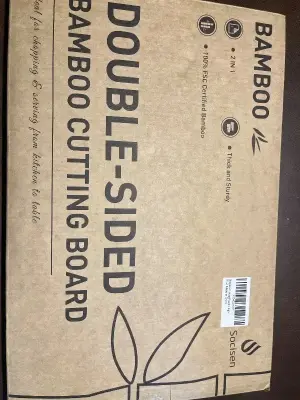 BAMBOO
2 IN 1
Thick and Sturdy
100% FSC Certified Bamboo
DOUBLE-SIDED
BAMBOO CUTTING BOARD
for chopping & serving from kitchen to table
Socisen